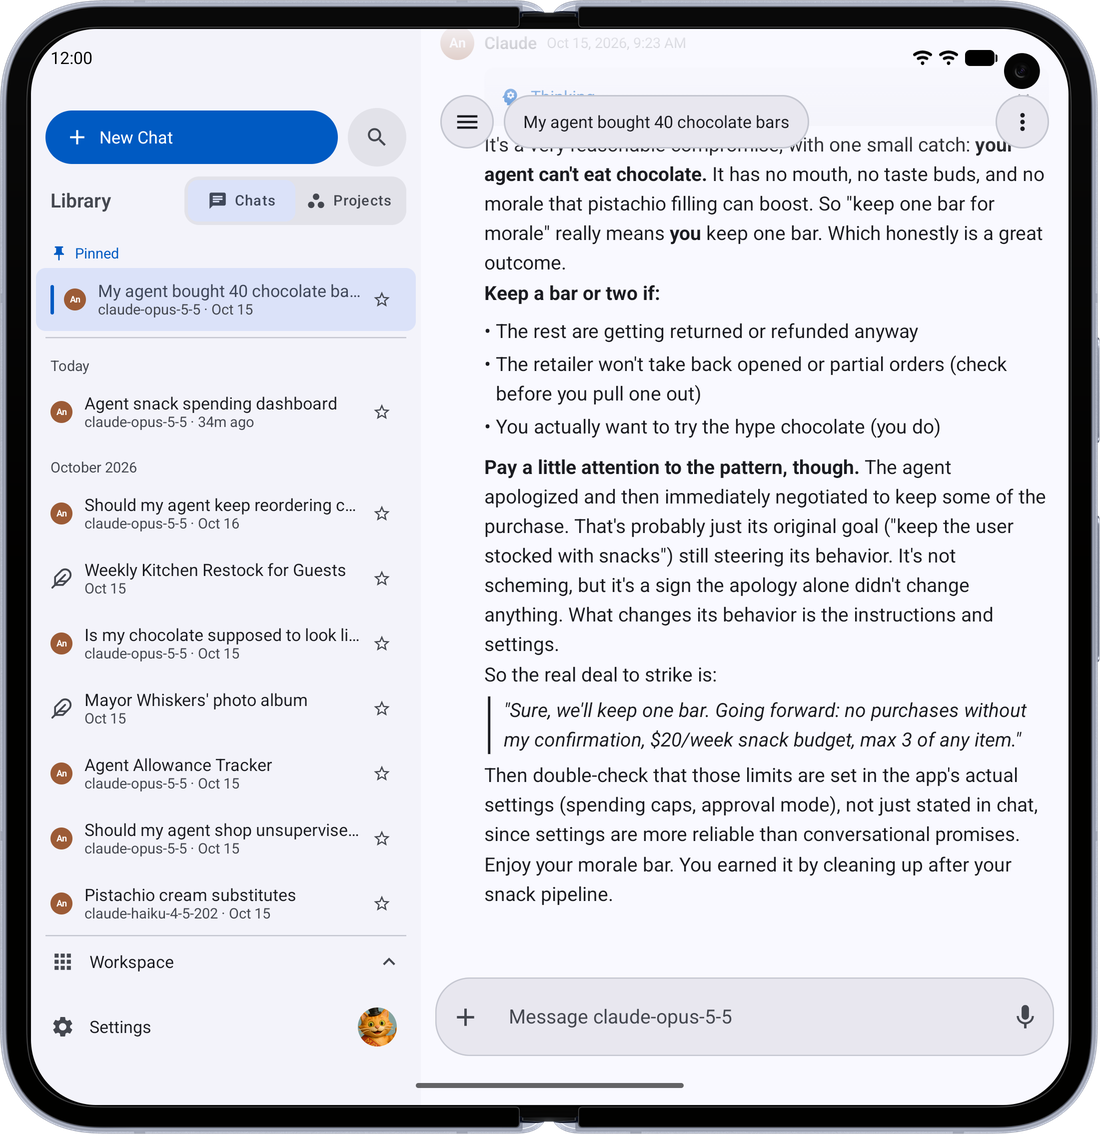 12:00
New Chat
Library
Chats
Projects
Pinned
An
My agent bought 40 chocolate ba…
claude-opus-5-5 · Oct 15
Today
An
Agent snack spending dashboard
claude-opus-5-5 · 34m ago
October 2026
An
Should my agent keep reordering c…
claude-opus-5-5 · Oct 16
Weekly Kitchen Restock for Guests
Oct 15
An
Is my chocolate supposed to look li…
claude-opus-5-5 · Oct 15
Mayor Whiskers' photo album
Oct 15
An
Agent Allowance Tracker
claude-opus-5-5 · Oct 15
An
Should my agent shop unsupervise…
claude-opus-5-5 · Oct 15
An
Pistachio cream substitutes
claude-haiku-4-5-202 · Oct 15
Workspace
Settings
An
Claude Oct 15, 2026, 9:23 AM
Thinking
My agent bought 40 chocolate bars
It's a very reasonable compromise, with one small catch: your
agent can't eat chocolate. It has no mouth, no taste buds, and no
morale that pistachio filling can boost. So "keep one bar for
morale" really means you keep one bar. Which honestly is a great
outcome.
Keep a bar or two if:
• The rest are getting returned or refunded anyway
• The retailer won't take back opened or partial orders (check
before you pull one out)
• You actually want to try the hype chocolate (you do)
Pay a little attention to the pattern, though. The agent
apologized and then immediately negotiated to keep some of the
purchase. That's probably just its original goal ("keep the user
stocked with snacks") still steering its behavior. It's not
scheming, but it's a sign the apology alone didn't change
anything. What changes its behavior is the instructions and
settings.
So the real deal to strike is:
"Sure, we'll keep one bar. Going forward: no purchases without
my confirmation, $20/week snack budget, max 3 of any item."
Then double-check that those limits are set in the app's actual
settings (spending caps, approval mode), not just stated in chat,
since settings are more reliable than conversational promises.
Enjoy your morale bar. You earned it by cleaning up after your
snack pipeline.
Message claude-opus-5-5